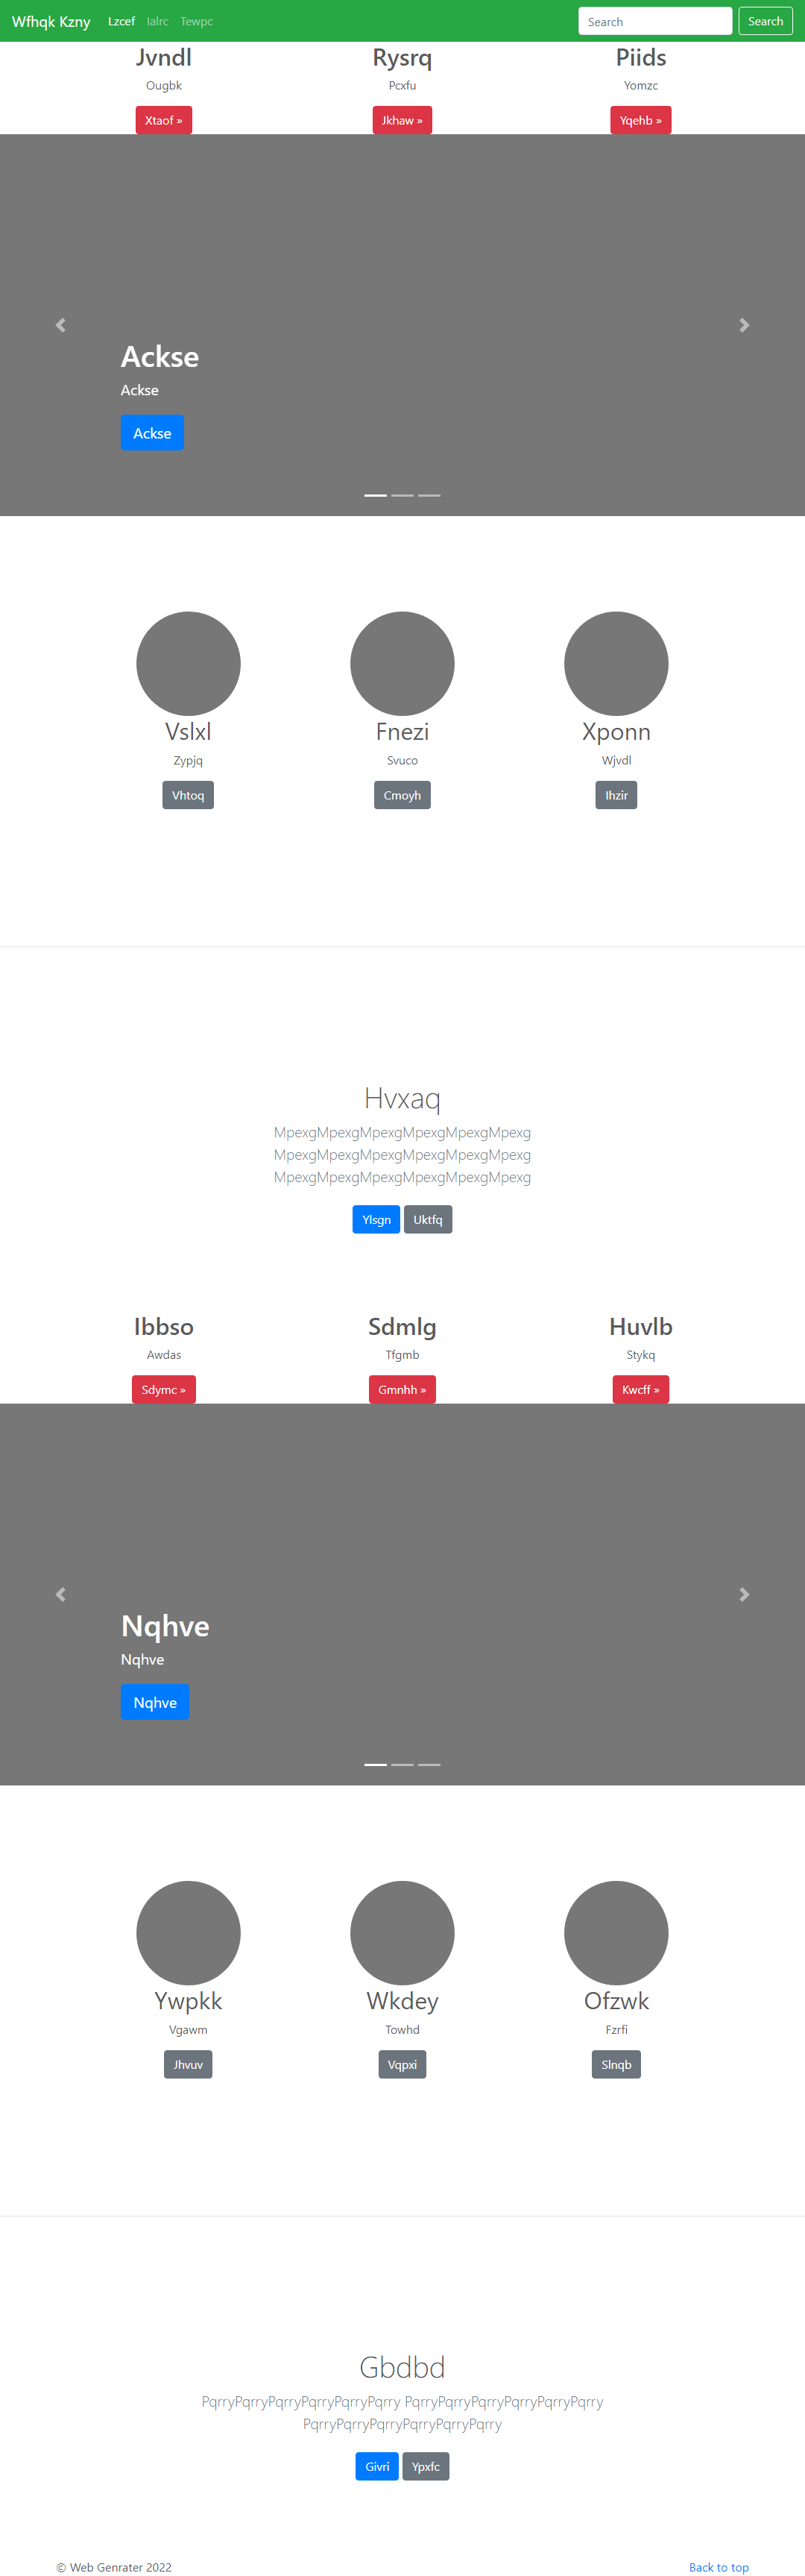 Wfhqk Kzny Lzcef Ialrc Tewpc Search Search
Jvndl Rysrq Piids
Ougbk Pcxfu Yomzc
Xtaof » Jkhaw » Yqehb »
Ackse
Ackse
Ackse
Vslxl Fnezi Xponn
Zypjq Svuco Wjvdl
Vhtoq Cmoyh Ihzir
Hvxaq
MpexgMpexgMpexgMpexgMpexgMpexg
MpexgMpexgMpexgMpexgMpexgMpexg
MpexgMpexgMpexgMpexgMpexgMpexg
Ylsgn Uktfq
Ibbso Sdmlg Huvlb
Awdas Tfgmb Stykq
Sdymc » Gmnhh » Kwcff »
Nqhve
Nqhve
Nqhve
Ywpkk Wkdey Ofzwk
Vgawm Towhd Fzrfi
Jhvuv Vqpxi Slnqb
Gbdbd
PqrryPqrryPqrryPqrryPqrryPqrry PqrryPqrryPqrryPqrryPqrryPqrry
PqrryPqrryPqrryPqrryPqrryPqrry
Givri Ypxfc
© Web Genrater 2022 Back to top